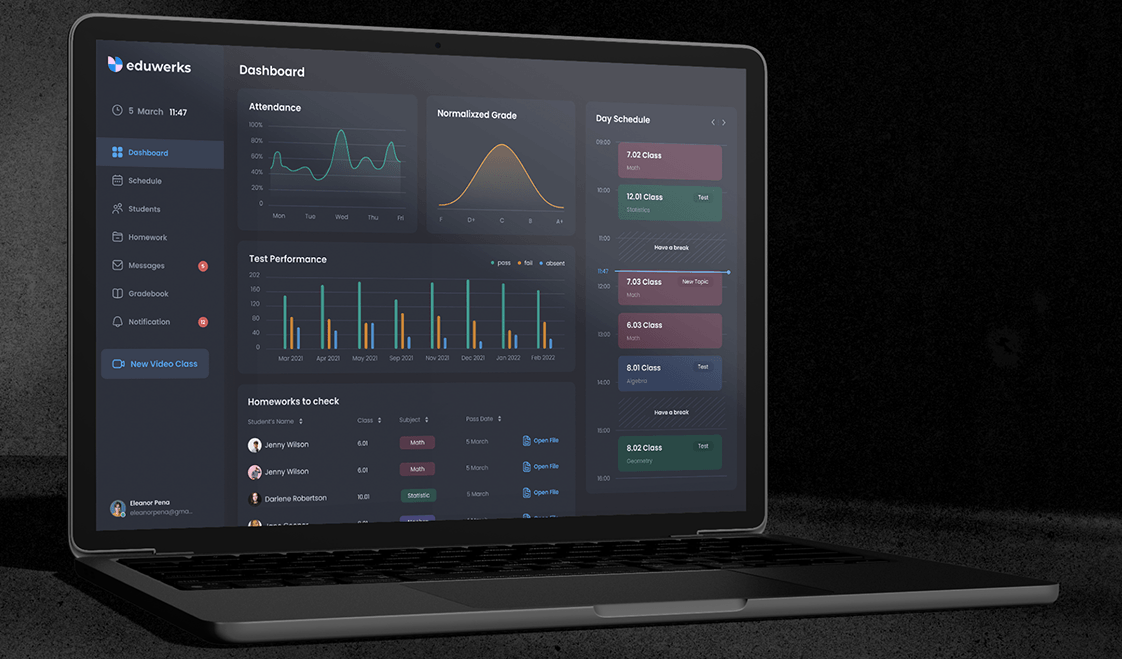 eduwerks
5 March 11:47
Dashboard
Schedule
Students
Homework
Messages 5
Gradebook
Notification 12
New Video Class
Eleanor Pena
eleanorpena@gma...
Dashboard
Attendance
100%
80%
60%
40%
20%
0
Mon Tue Wed Thu Fri
Normalixzed Grade
F D+ C B A+
Test Performance
pass fail absent
202
160
120
80
40
0
Mar 2021 Apr 2021 May 2021 Sep 2021 Nov 2021 Dec 2021 Jan 2022 Feb 2022
Homeworks to check
Student's Name Class Subject Pass Date
Jenny Wilson 6.01 Math 5 March Open File
Jenny Wilson 6.01 Math 5 March Open File
Darlene Robertson 10.01 Statistic 5 March Open File
Day Schedule
09:00
7.02 Class
Math
10:00
12.01 Class Test
Statistics
11:00
Have a break
11:47
7.03 Class New Topic
12:00
Math
6.03 Class
13:00
Math
8.01 Class Test
Algebra
14:00
Have a break
15:00
8.02 Class Test
Geometry
16:00